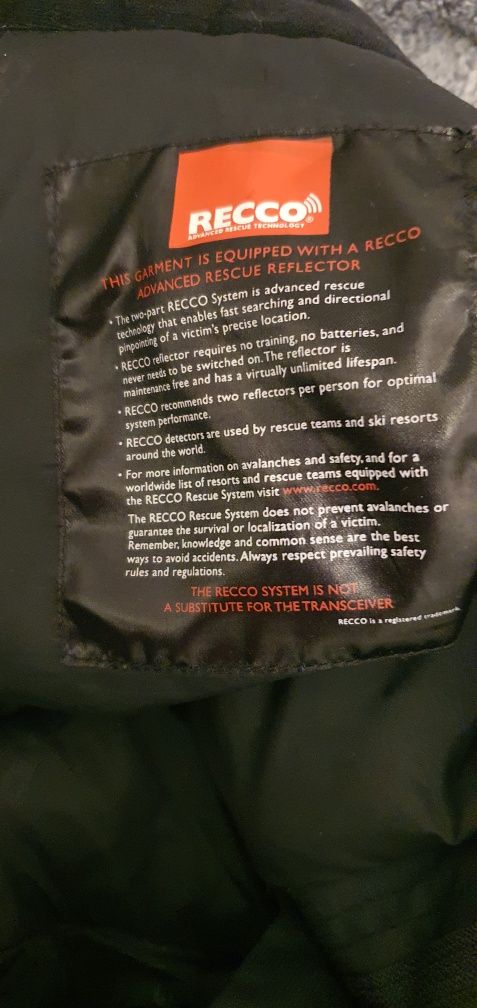 RECCO®
ADVANCED RESCUE TECHNOLOGY
THIS GARMENT IS EQUIPPED WITH A RECCO
ADVANCED RESCUE REFLECTOR
• The two-part RECCO System is advanced rescue
technology that enables fast searching and directional
pinpointing of a victim's precise location.
• RECCO reflector requires no training, no batteries, and
never needs to be switched on. The reflector is
maintenance free and has a virtually unlimited lifespan.
• RECCO recommends two reflectors per person for optimal
system performance.
• RECCO detectors are used by rescue teams and ski resorts
around the world.
• For more information on avalanches and safety, and for a
worldwide list of resorts and rescue teams equipped with
the RECCO Rescue System visit www.recco.com.
The RECCO Rescue System does not prevent avalanches or
guarantee the survival or localization of a victim.
Remember, knowledge and common sense are the best
ways to avoid accidents. Always respect prevailing safety
rules and regulations.
THE RECCO SYSTEM IS NOT
A SUBSTITUTE FOR THE TRANSCEIVER
RECCO is a registered trademark